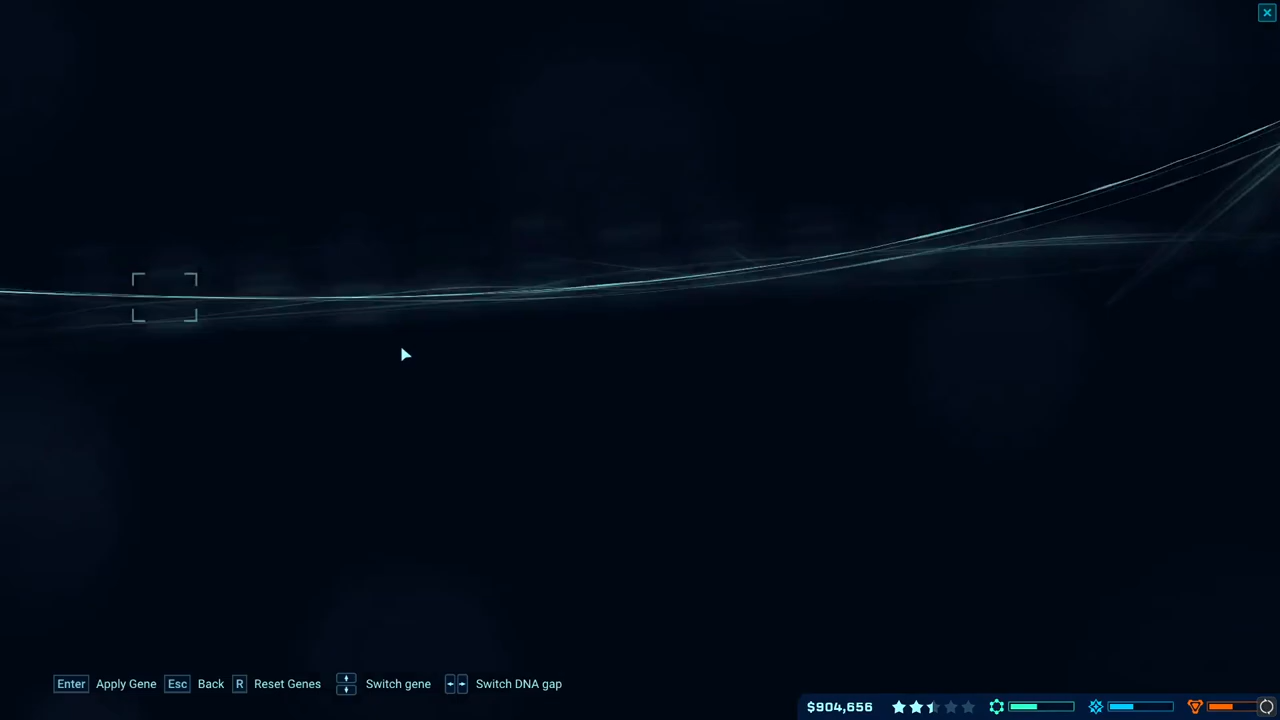 Enter Apply Gene Esc Back R Reset Genes Switch gene Switch DNA gap
$904,656